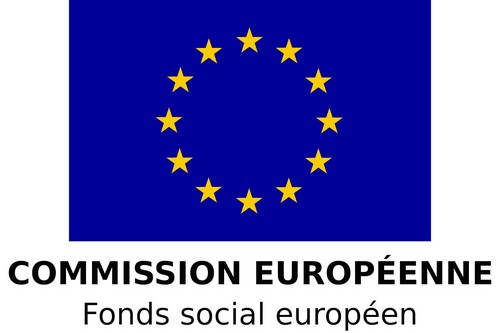 COMMISSION EUROPÉENNE
Fonds social européen